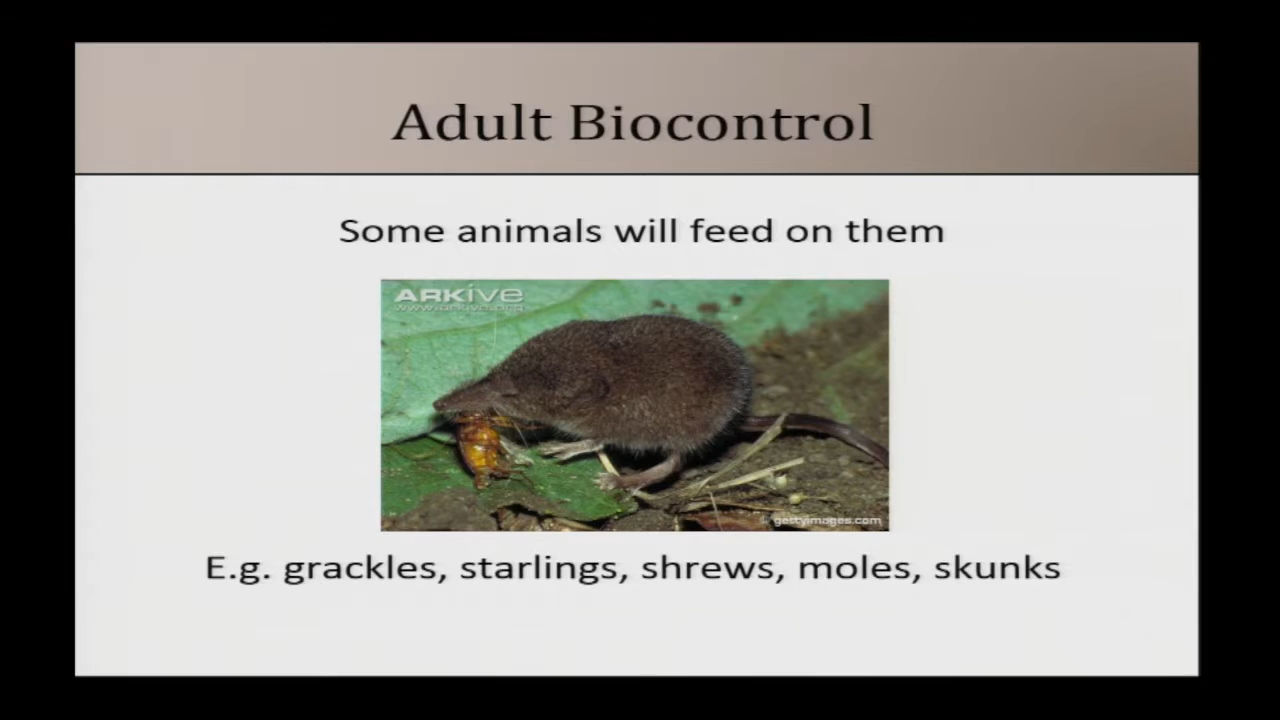 Adult Biocontrol
Some animals will feed on them
ARKive
www.arkive.org
© gettyimages.com
E.g. grackles, starlings, shrews, moles, skunks